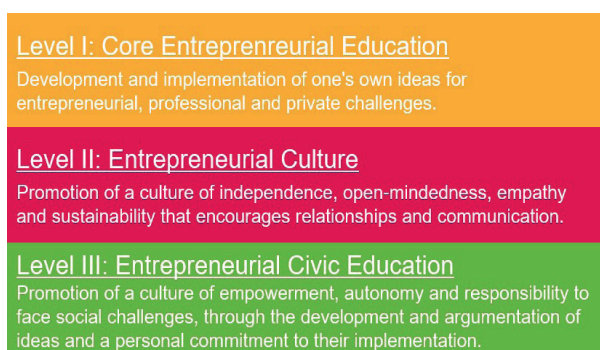 Level I: Core Entreprenreurial Education
Development and implementation of one's own ideas for
entrepreneurial, professional and private challenges.
Level II: Entrepreneurial Culture
Promotion of a culture of independence, open-mindedness, empathy
and sustainability that encourages relationships and communication.
Level III: Entrepreneurial Civic Education
Promotion of a culture of empowerment, autonomy and responsibility to
face social challenges, through the development and argumentation of
ideas and a personal commitment to their implementation.